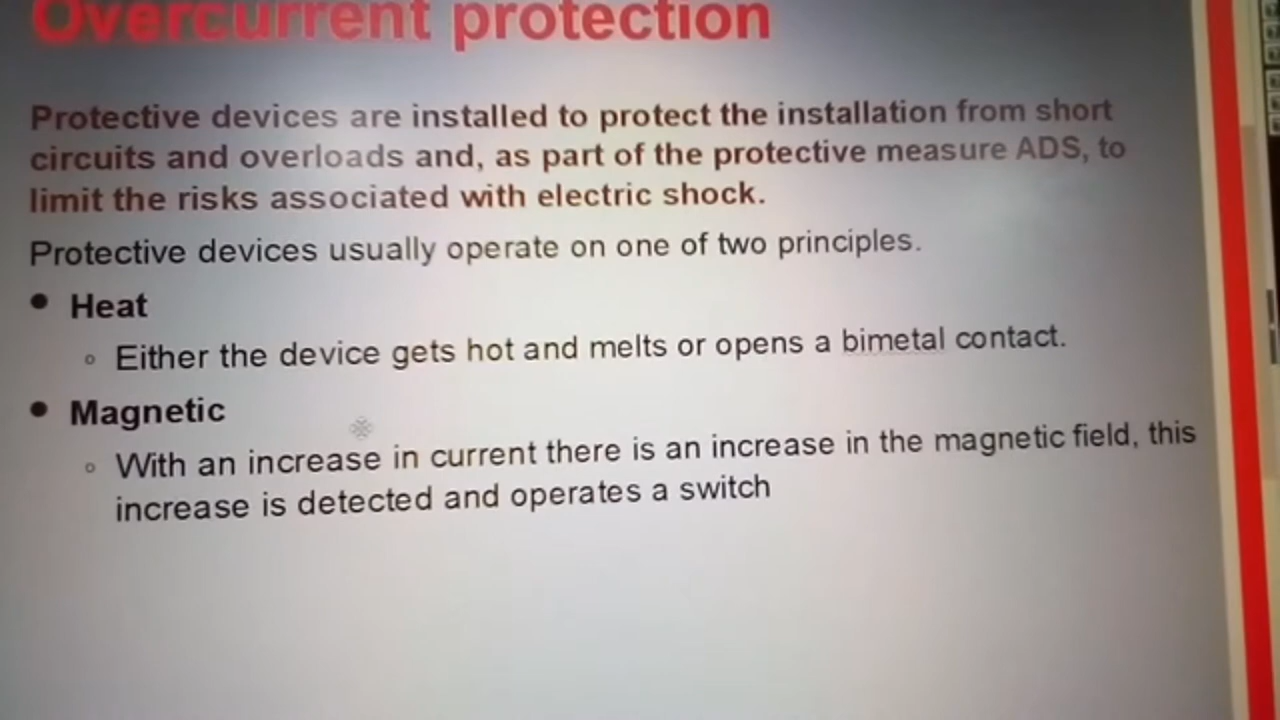 Overcurrent protection
Protective devices are installed to protect the installation from short
circuits and overloads and, as part of the protective measure ADS, to
limit the risks associated with electric shock.
Protective devices usually operate on one of two principles.
• Heat
◦ Either the device gets hot and melts or opens a bimetal contact.
• Magnetic
◦ With an increase in current there is an increase in the magnetic field, this
increase is detected and operates a switch